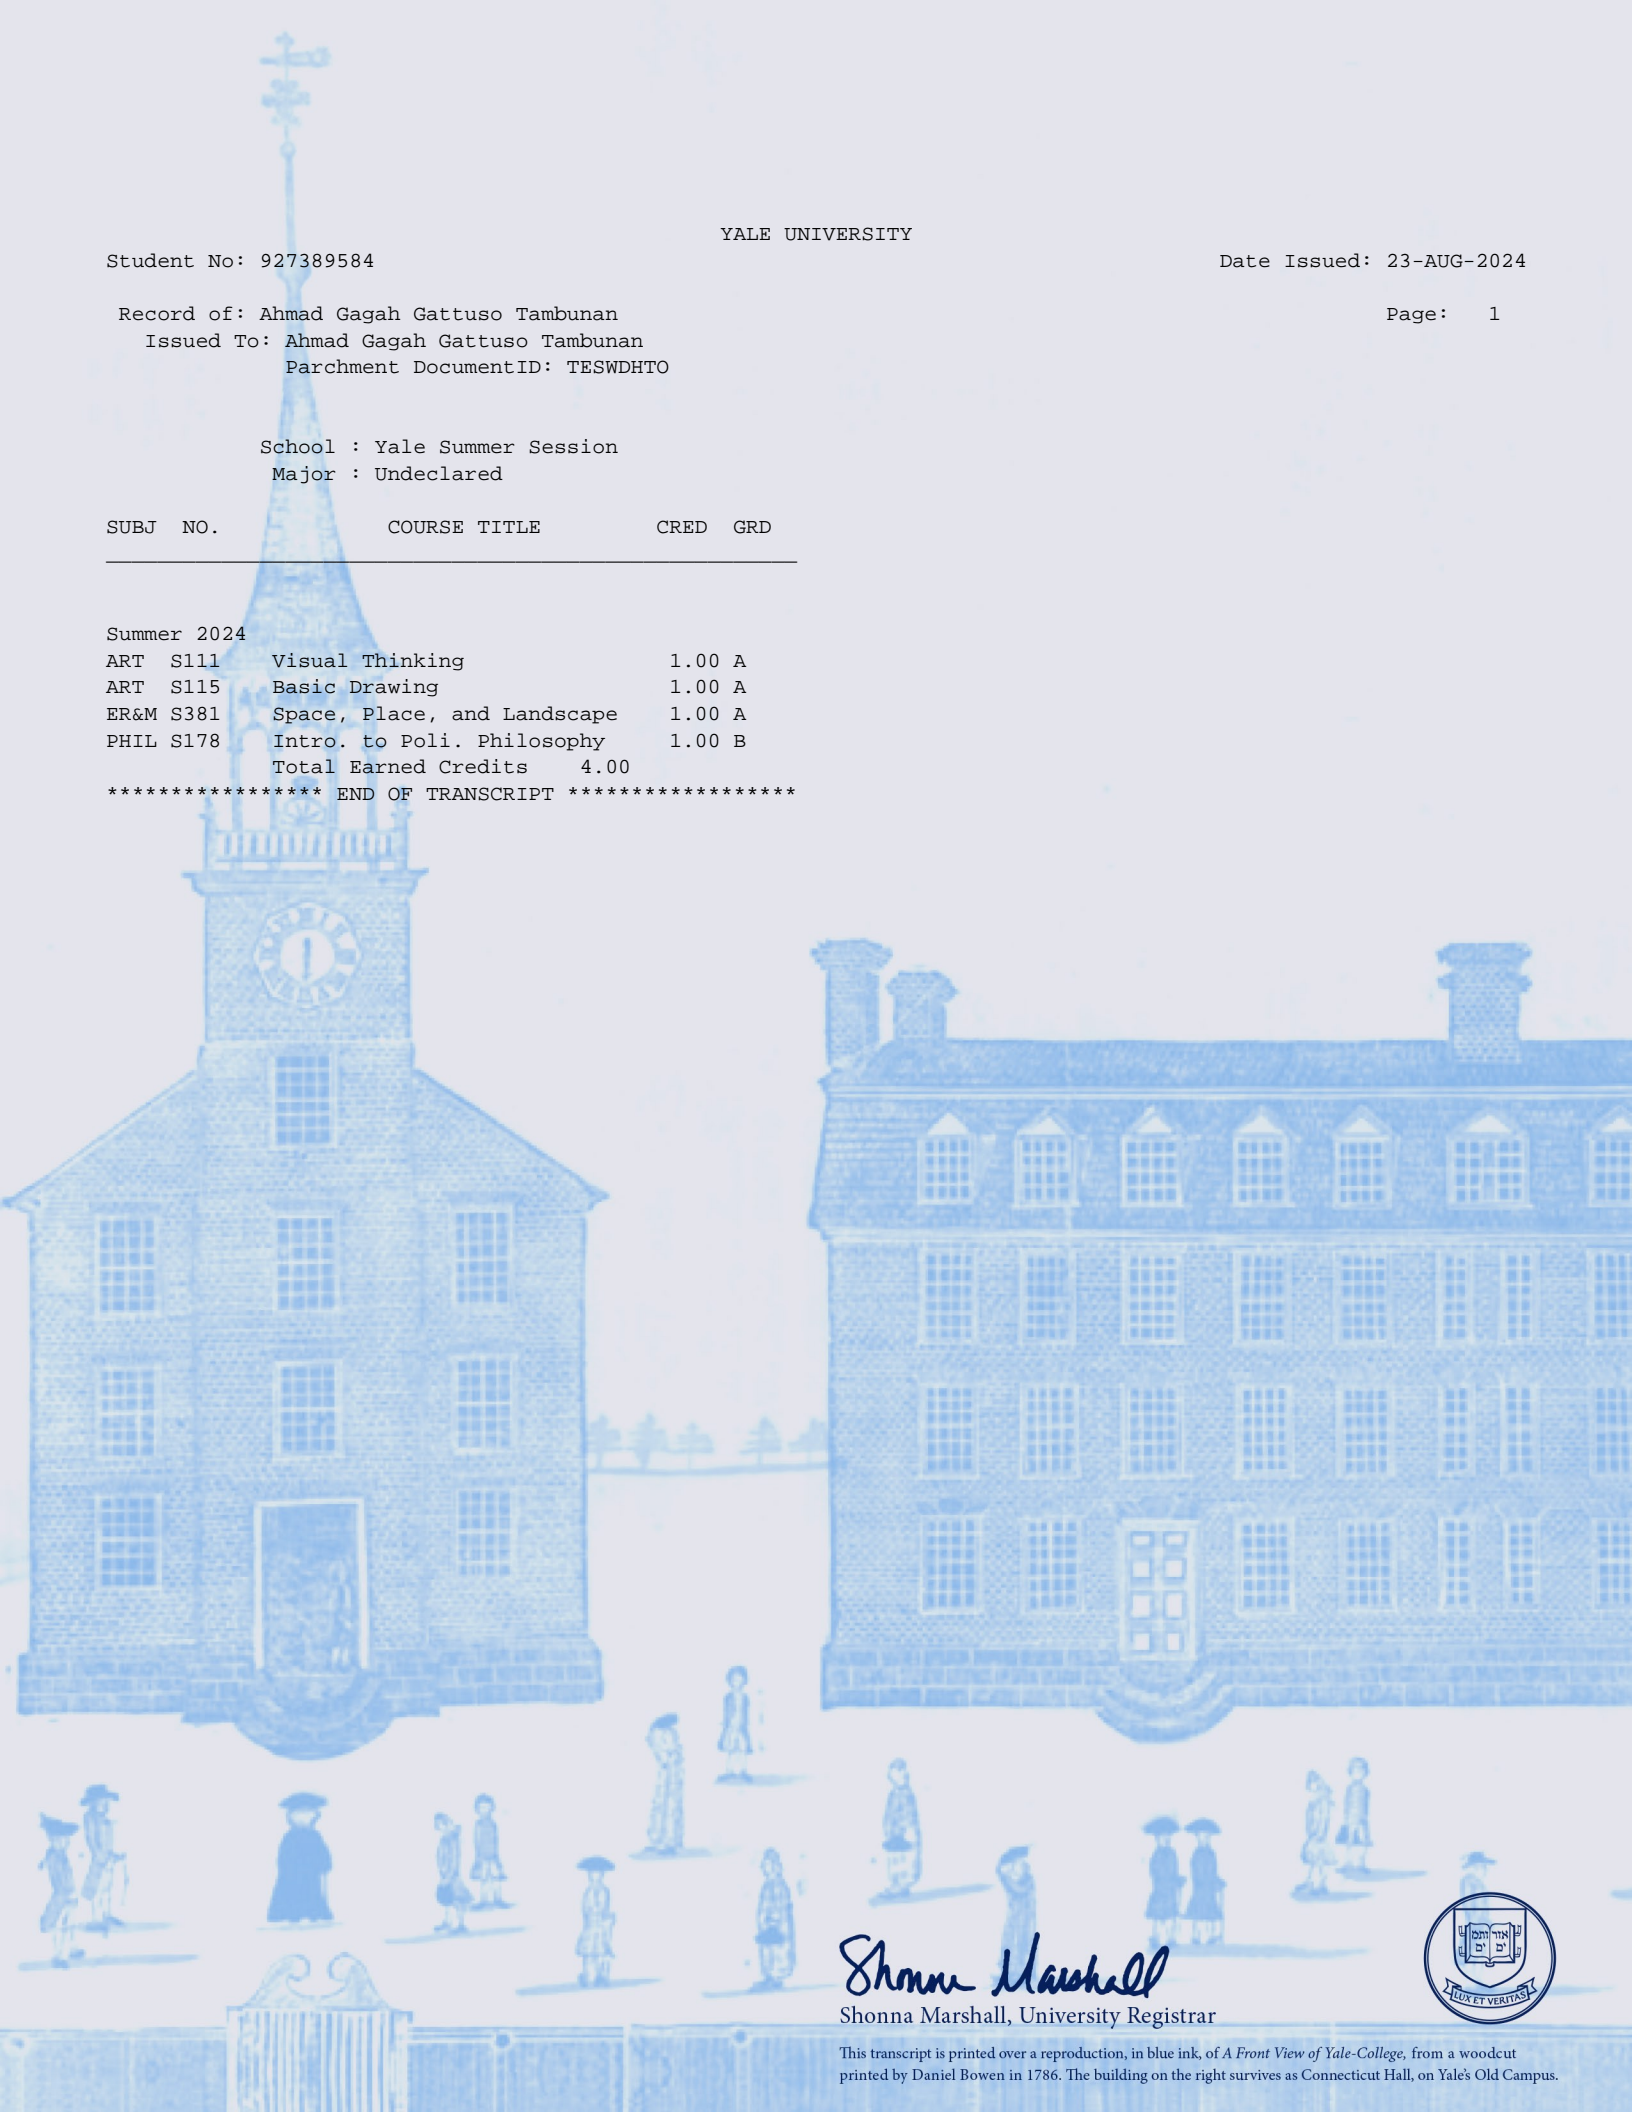 YALE UNIVERSITY
Student No: 927389584 Date Issued: 23-AUG-2024
Record of: Ahmad Gagah Gattuso Tambunan Page: 1
Issued To: Ahmad Gagah Gattuso Tambunan
Parchment DocumentID: TESWDHTO
School : Yale Summer Session
Major : Undeclared
SUBJ NO. COURSE TITLE CRED GRD
Summer 2024
ART S111 Visual Thinking 1.00 A
ART S115 Basic Drawing 1.00 A
ER&M S381 Space, Place, and Landscape 1.00 A
PHIL S178 Intro. to Poli. Philosophy 1.00 B
Total Earned Credits 4.00
***************** END OF TRANSCRIPT ******************
Shonna Marshall
Shonna Marshall, University Registrar
אורים ותמים
LUX ET VERITAS
This transcript is printed over a reproduction, in blue ink, of A Front View of Yale-College, from a woodcut
printed by Daniel Bowen in 1786. The building on the right survives as Connecticut Hall, on Yale's Old Campus.